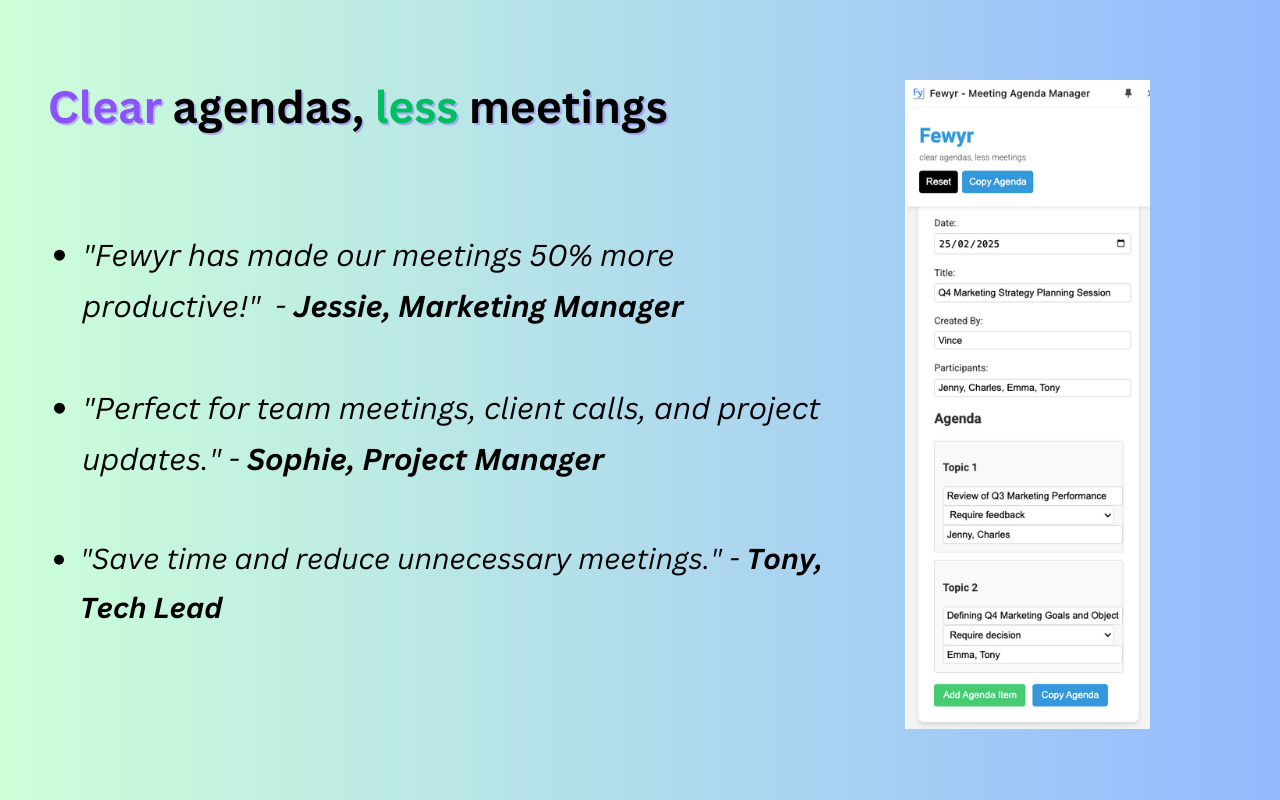 Clear agendas, less meetings
"Fewyr has made our meetings 50% more
productive!" - Jessie, Marketing Manager
"Perfect for team meetings, client calls, and project
updates." - Sophie, Project Manager
"Save time and reduce unnecessary meetings." - Tony,
Tech Lead
Fy Fewyr - Meeting Agenda Manager
Fewyr
clear agendas, less meetings
Reset Copy Agenda
Date:
25/02/2025
Title:
Q4 Marketing Strategy Planning Session
Created By:
Vince
Participants:
Jenny, Charles, Emma, Tony
Agenda
Topic 1
Review of Q3 Marketing Performance
Require feedback
Jenny, Charles
Topic 2
Defining Q4 Marketing Goals and Object
Require decision
Emma, Tony
Add Agenda Item Copy Agenda